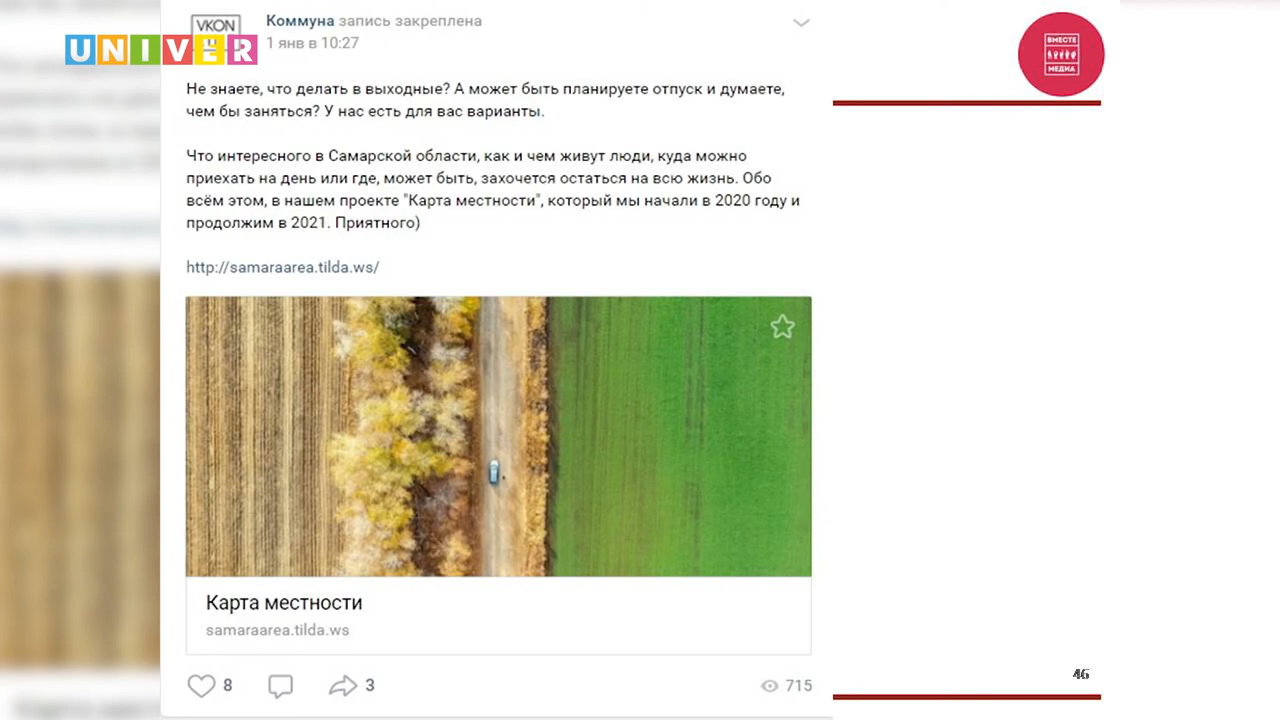 VKON
Коммуна запись закреплена
1 янв в 10:27
UNIVER
ВМЕСТЕ
МЕДИА
Не знаете, что делать в выходные? А может быть планируете отпуск и думаете,
чем бы заняться? У нас есть для вас варианты.
Что интересного в Самарской области, как и чем живут люди, куда можно
приехать на день или где, может быть, захочется остаться на всю жизнь. Обо
всём этом, в нашем проекте "Карта местности", который мы начали в 2020 году и
продолжим в 2021. Приятного)
http://samaraarea.tilda.ws/
Карта местности
samaraarea.tilda.ws
8 3 715
46